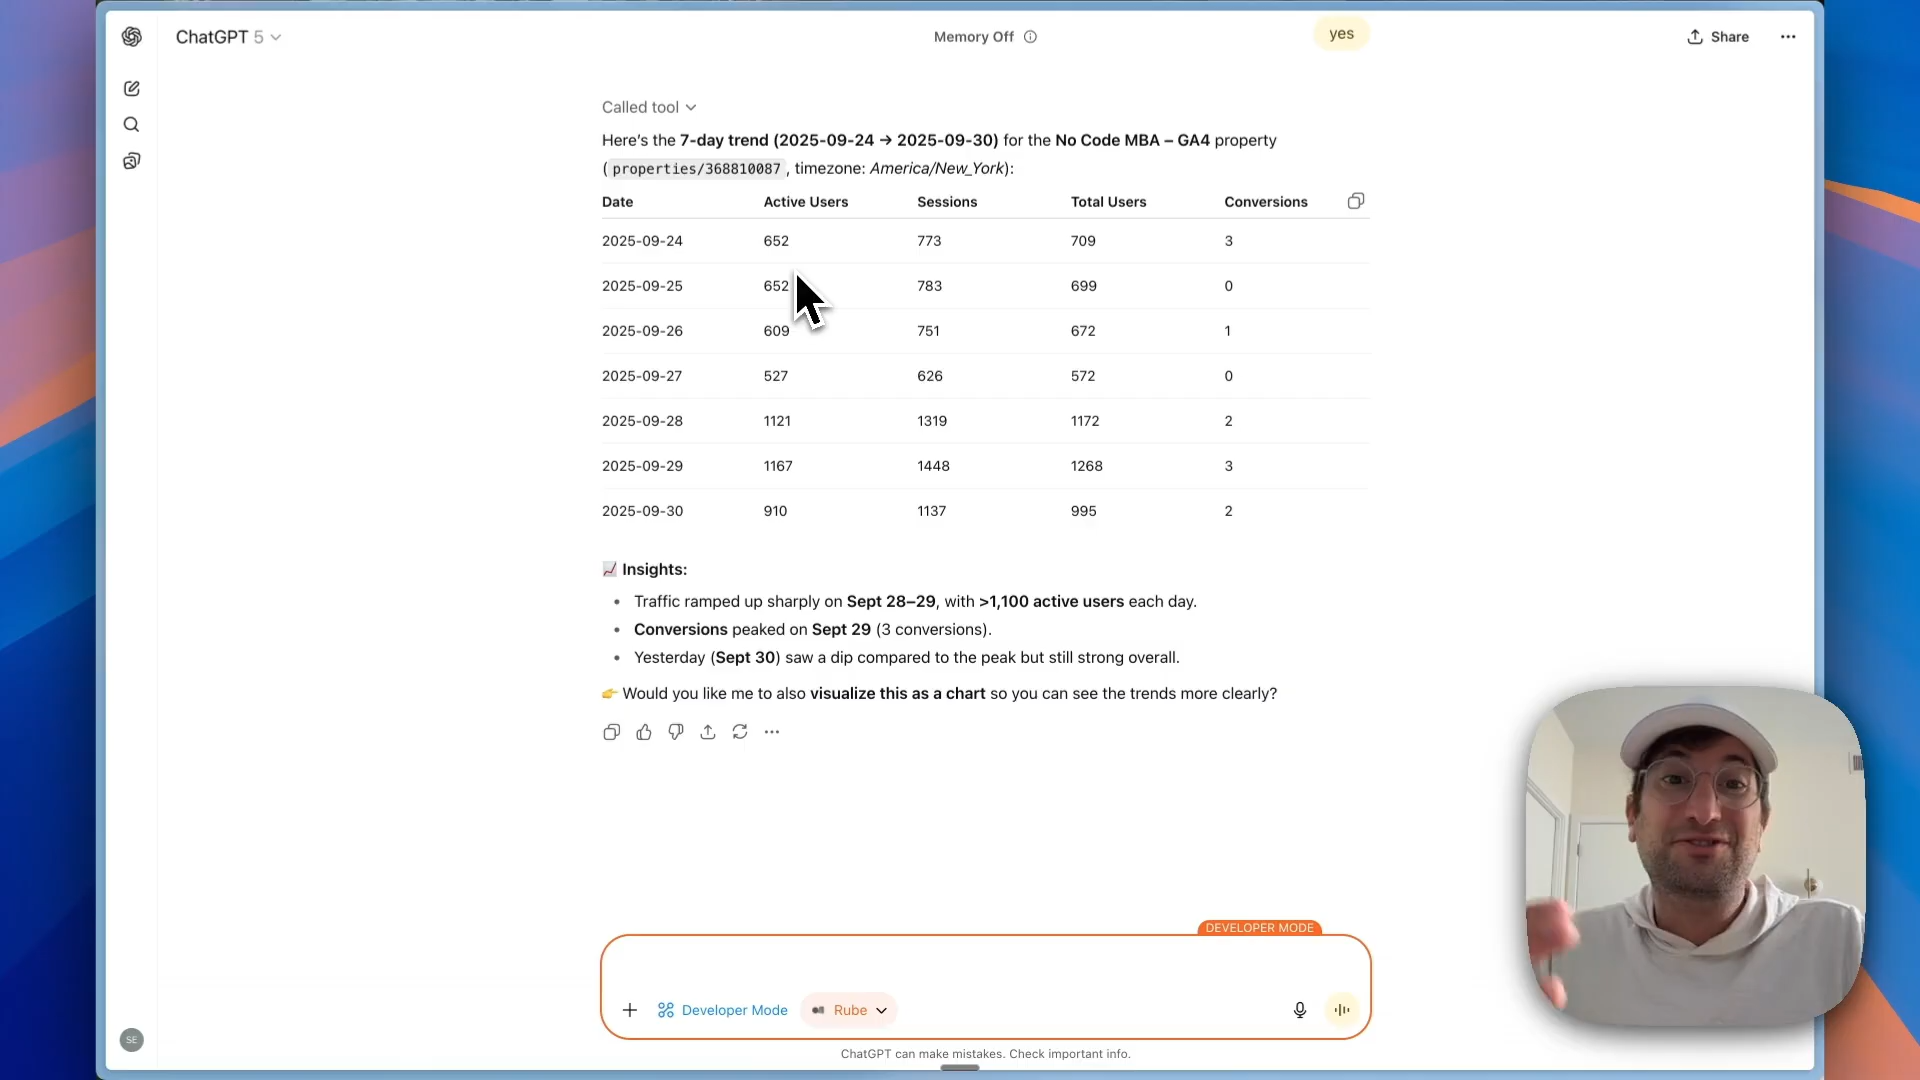 ChatGPT 5
Memory Off
yes
Share
Called tool
Here's the 7-day trend (2025-09-24 → 2025-09-30) for the No Code MBA – GA4 property
(properties/368810087, timezone: America/New_York):
Date Active Users Sessions Total Users Conversions
2025-09-24 652 773 709 3
2025-09-25 652 783 699 0
2025-09-26 609 751 672 1
2025-09-27 527 626 572 0
2025-09-28 1121 1319 1172 2
2025-09-29 1167 1448 1268 3
2025-09-30 910 1137 995 2
📈 Insights:
• Traffic ramped up sharply on Sept 28–29, with >1,100 active users each day.
• Conversions peaked on Sept 29 (3 conversions).
• Yesterday (Sept 30) saw a dip compared to the peak but still strong overall.
👉 Would you like me to also visualize this as a chart so you can see the trends more clearly?
DEVELOPER MODE
Developer Mode Rube
SE
ChatGPT can make mistakes. Check important info.